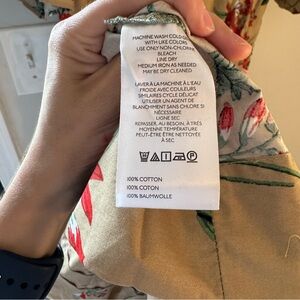 MACHINE WASH COLD
WITH LIKE COLORS
USE ONLY NON-CHLORINE
BLEACH
LINE DRY
MEDIUM IRON AS NEEDED
MAY BE DRY CLEANED
LAVER À LA MACHINE À L'EAU
FROIDE AVEC COULEURS
SIMILAIRES CYCLE DÉLICAT
UTILISER UN AGENT DE
BLANCHIMENT SANS CHLORE SI
NÉCESSAIRE
LIGNE SEC
REPASSER, AU BESOIN, À TRÈS
MOYENNE TEMPÉRATURE
PEUT-ÊTRE NETTOYÉE
À SEC
100% COTTON
100% COTON
100% BAUMWOLLE